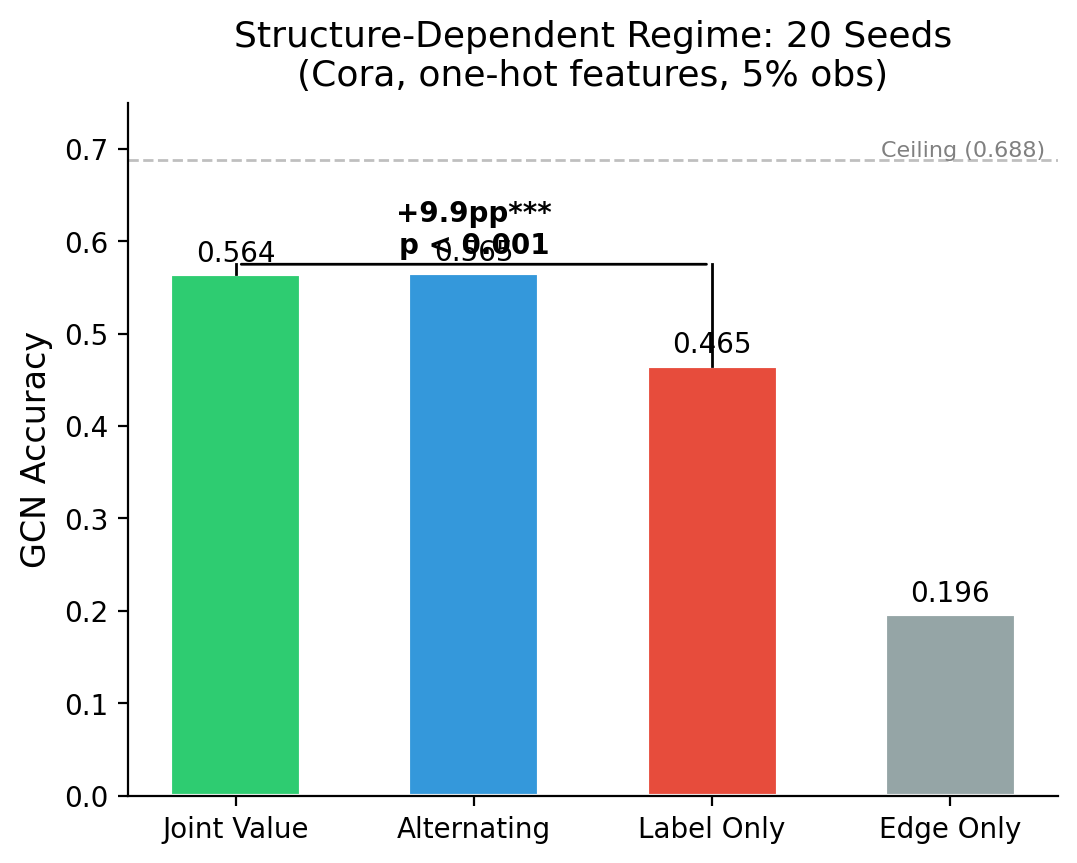 Structure-Dependent Regime: 20 Seeds
(Cora, one-hot features, 5% obs)
GCN Accuracy
0.7
0.6
0.5
0.4
0.3
0.2
0.1
0.0
Ceiling (0.688)
+9.9pp***
p < 0.001
0.564
0.565
0.465
0.196
Joint Value
Alternating
Label Only
Edge Only